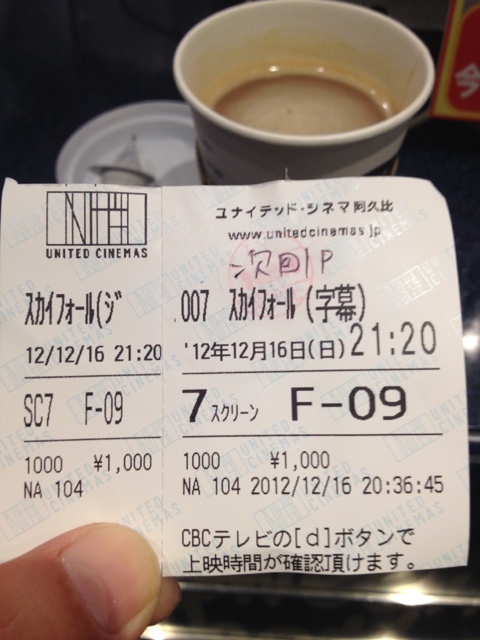 UNITED CINEMAS
スカイフォール(ジ
12/12/16 21:20
SC7 F-09
1000 ¥1,000
NA 104
ユナイテッド・シネマ阿久比
www.unitedcinemas.jp
次回1P
007 スカイフォール (字幕)
'12年12月16日(日) 21:20
7 スクリーン F-09
1000 ¥1,000
NA 104 2012/12/16 20:36:45
CBCテレビの[d]ボタンで
上映時間が確認頂けます。
今